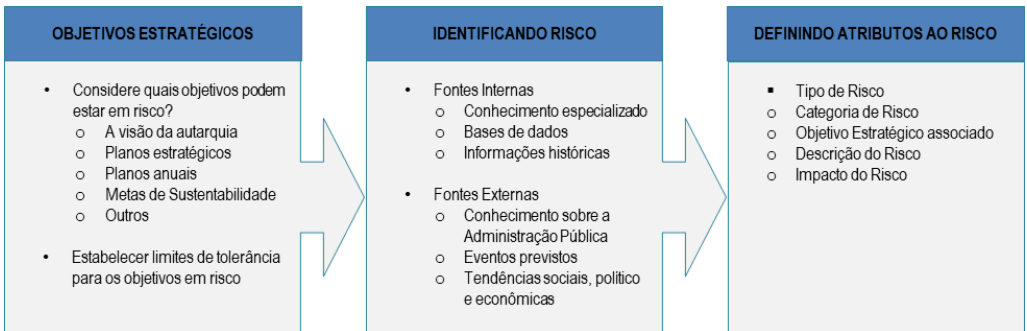 OBJETIVOS ESTRATÉGICOS
• Considere quais objetivos podem
estar em risco?
o A visão da autarquia
o Planos estratégicos
o Planos anuais
o Metas de Sustentabilidade
o Outros
• Estabelecer limites de tolerância
para os objetivos em risco
IDENTIFICANDO RISCO
• Fontes Internas
o Conhecimento especializado
o Bases de dados
o Informações históricas
• Fontes Externas
o Conhecimento sobre a
Administração Pública
o Eventos previstos
o Tendências sociais, político
e econômicas
DEFININDO ATRIBUTOS AO RISCO
▪ Tipo de Risco
o Categoria de Risco
o Objetivo Estratégico associado
o Descrição do Risco
o Impacto do Risco